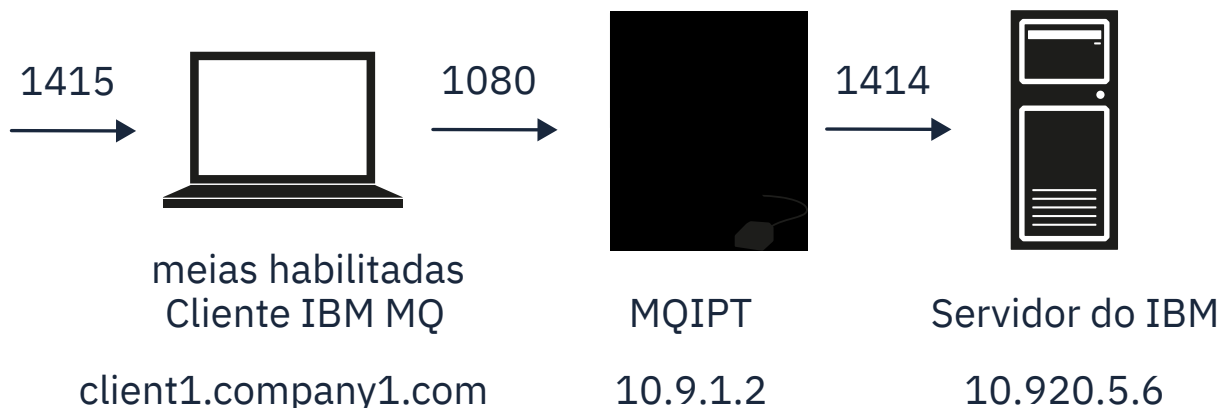 1415
1080
1414
meias habilitadas
Cliente IBM MQ
MQIPT
Servidor do IBM
client1.company1.com
10.9.1.2
10.920.5.6